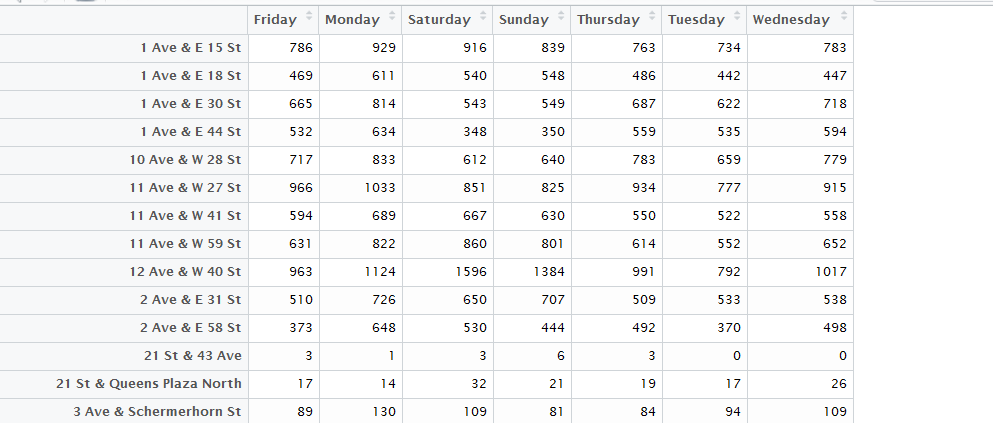 Friday Monday Saturday Sunday Thursday Tuesday Wednesday
1 Ave & E 15 St 786 929 916 839 763 734 783
1 Ave & E 18 St 469 611 540 548 486 442 447
1 Ave & E 30 St 665 814 543 549 687 622 718
1 Ave & E 44 St 532 634 348 350 559 535 594
10 Ave & W 28 St 717 833 612 640 783 659 779
11 Ave & W 27 St 966 1033 851 825 934 777 915
11 Ave & W 41 St 594 689 667 630 550 522 558
11 Ave & W 59 St 631 822 860 801 614 552 652
12 Ave & W 40 St 963 1124 1596 1384 991 792 1017
2 Ave & E 31 St 510 726 650 707 509 533 538
2 Ave & E 58 St 373 648 530 444 492 370 498
21 St & 43 Ave 3 1 3 6 3 0 0
21 St & Queens Plaza North 17 14 32 21 19 17 26
3 Ave & Schermerhorn St 89 130 109 81 84 94 109